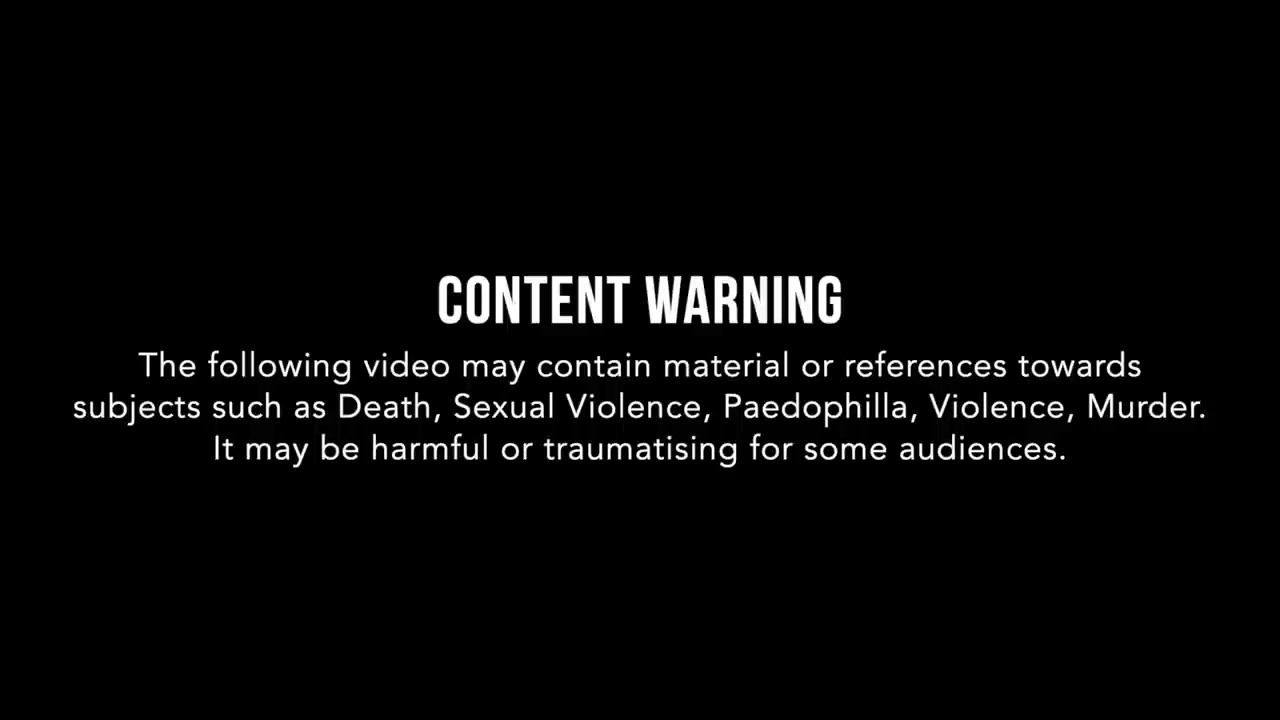 CONTENT WARNING
The following video may contain material or references towards
subjects such as Death, Sexual Violence, Paedophilla, Violence, Murder.
It may be harmful or traumatising for some audiences.